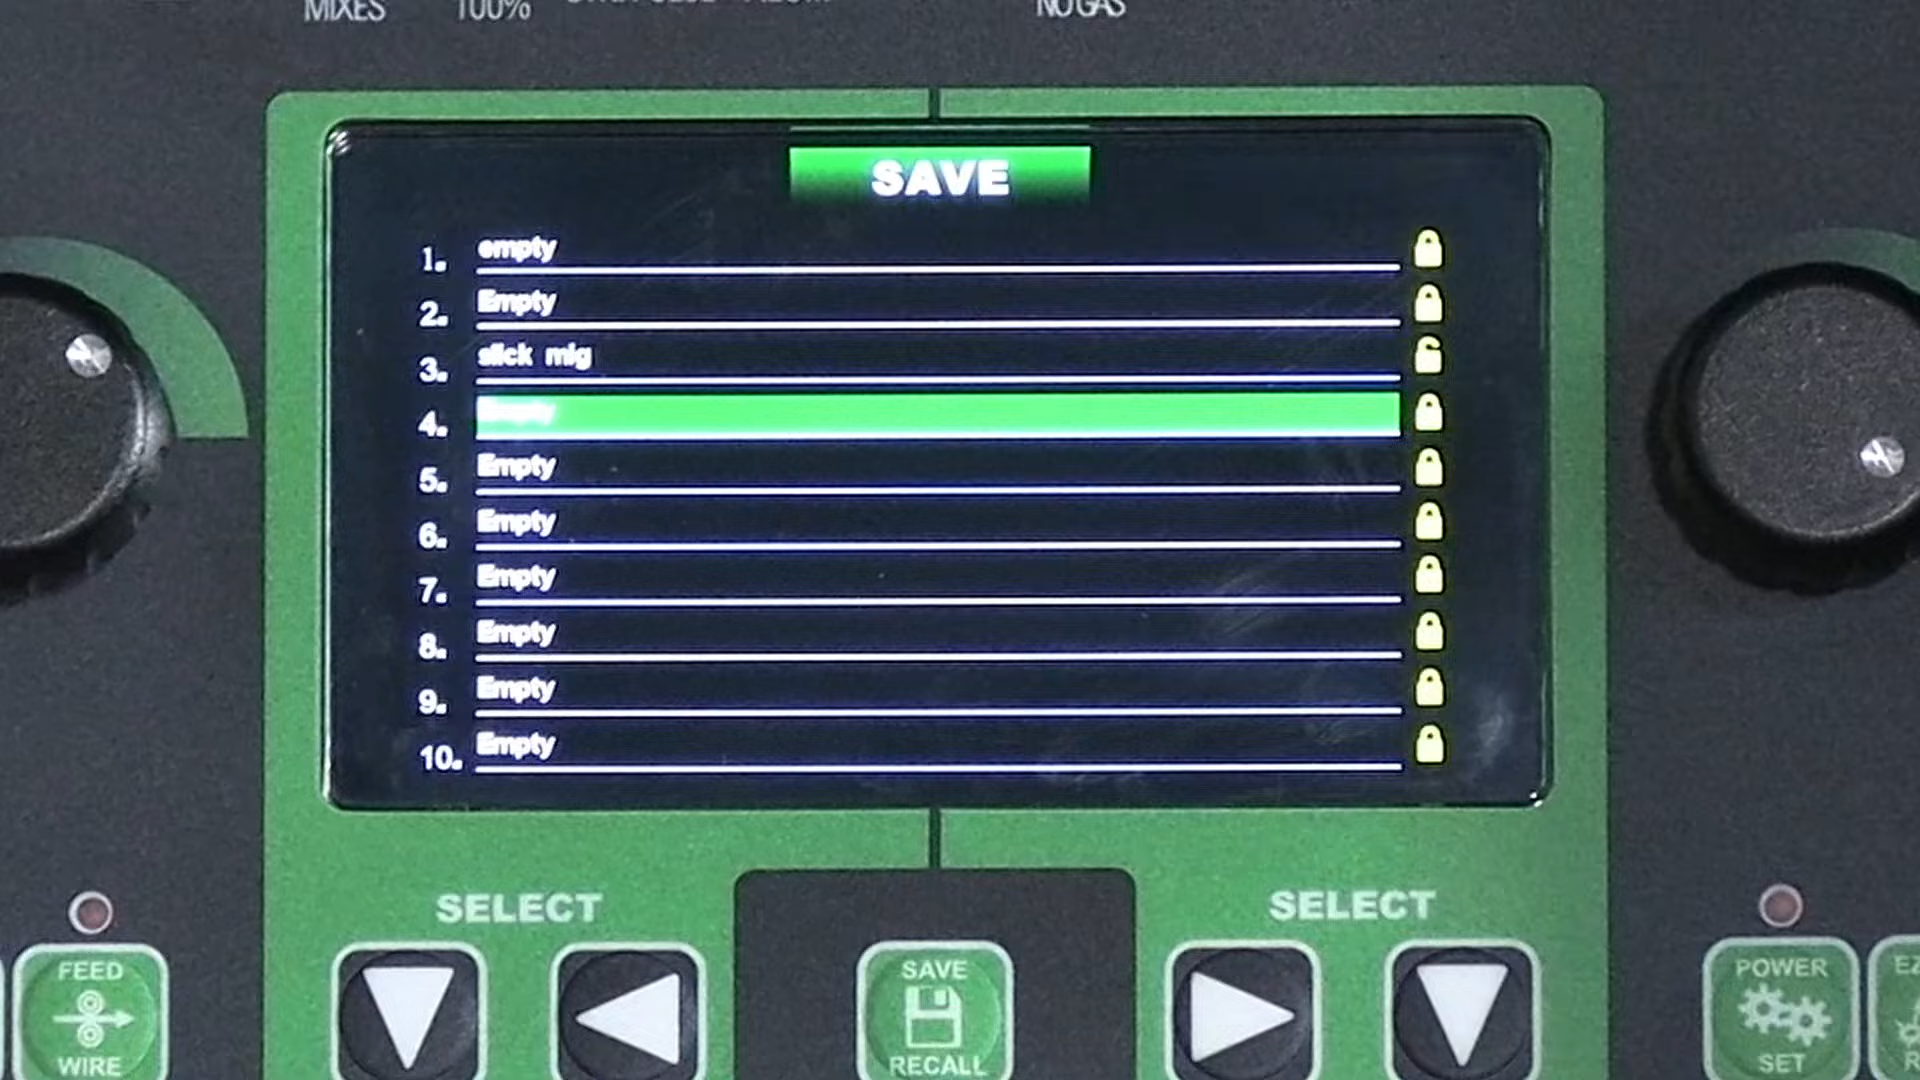 MIXES 100% NO GAS
SAVE
1. empty
2. Empty
3. slick mig
4. Empty
5. Empty
6. Empty
7. Empty
8. Empty
9. Empty
10. Empty
SELECT SELECT
FEED WIRE
SAVE RECALL
POWER SET